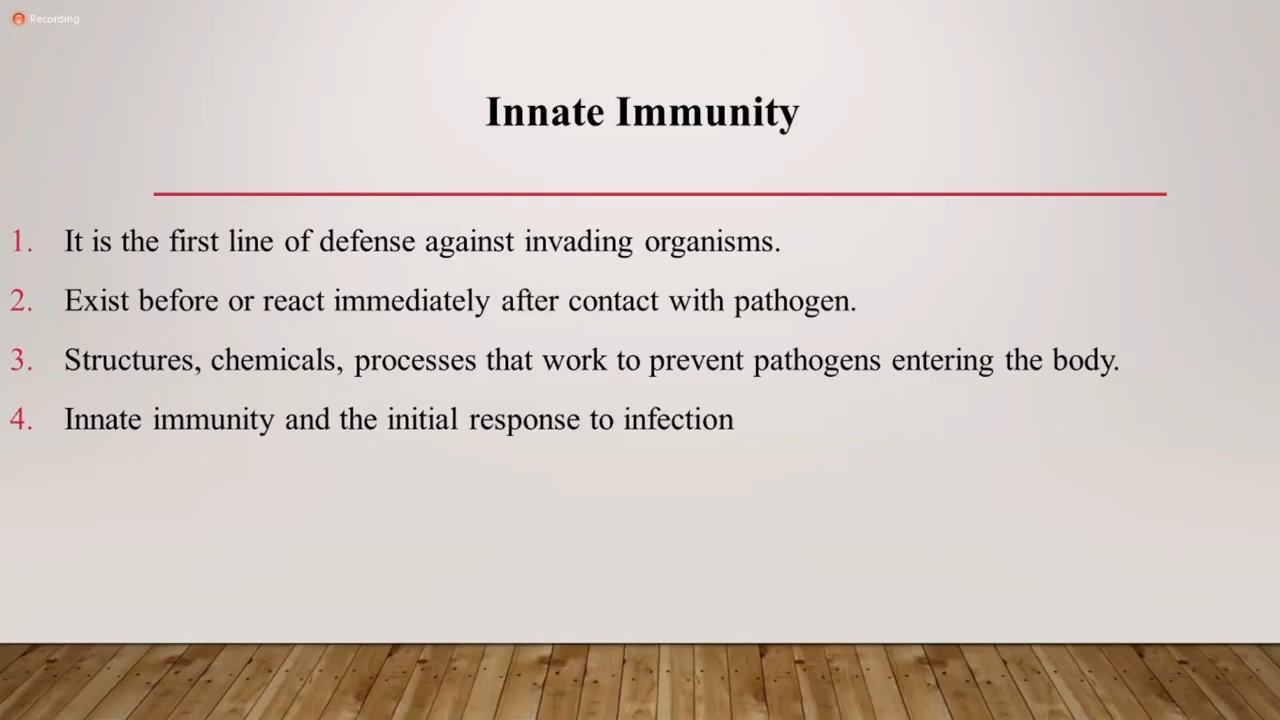 Recording
Innate Immunity
1. It is the first line of defense against invading organisms.
2. Exist before or react immediately after contact with pathogen.
3. Structures, chemicals, processes that work to prevent pathogens entering the body.
4. Innate immunity and the initial response to infection